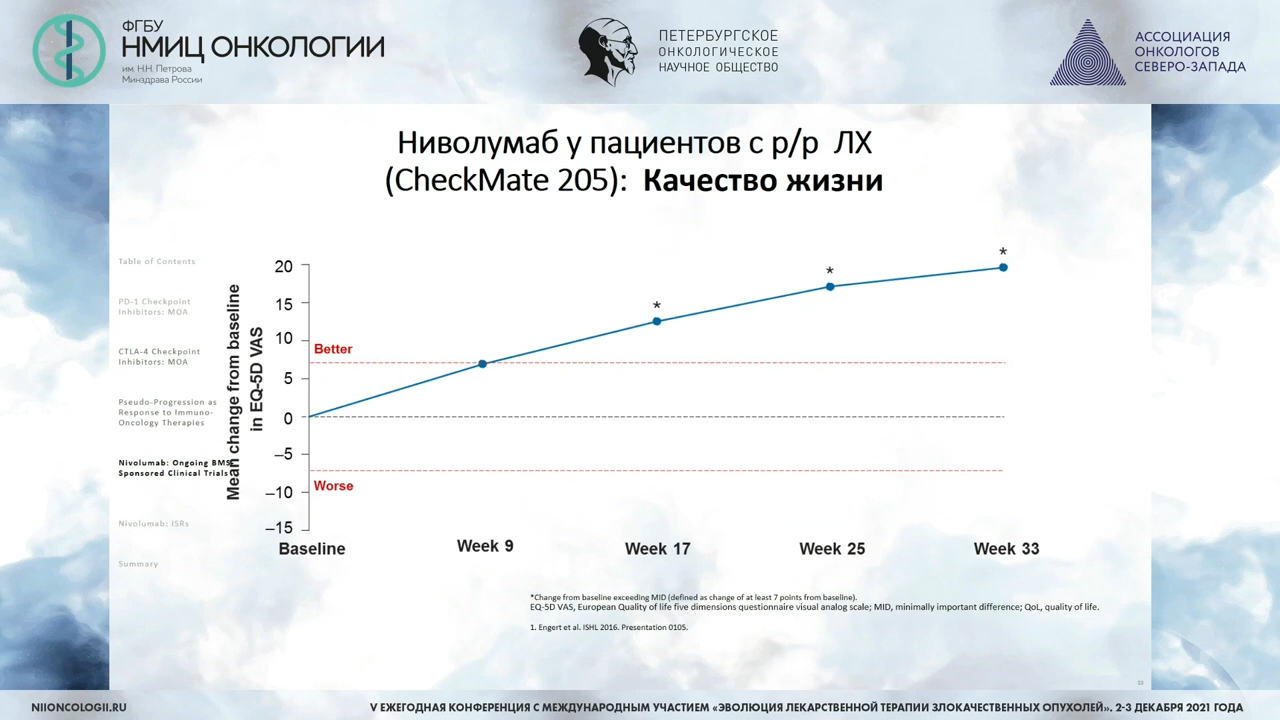 ФГБУ
НМИЦ ОНКОЛОГИИ
им. Н.Н. Петрова
Минздрава России
ПЕТЕРБУРГСКОЕ
ОНКОЛОГИЧЕСКОЕ
НАУЧНОЕ ОБЩЕСТВО
АССОЦИАЦИЯ
ОНКОЛОГОВ
СЕВЕРО-ЗАПАДА
Ниволумаб у пациентов с р/р ЛХ
(CheckMate 205): Качество жизни
Table of Contents
PD-1 Checkpoint
Inhibitors: MOA
CTLA-4 Checkpoint
Inhibitors: MOA
Pseudo-Progression as
Response to Immuno-
Oncology Therapies
Nivolumab: Ongoing BMS
Sponsored Clinical Trials
Nivolumab: ISRs
Summary
Mean change from baseline
in EQ-5D VAS
20
15
10
5
0
–5
–10
–15
Better
Worse
*
*
*
Baseline
Week 9
Week 17
Week 25
Week 33
*Change from baseline exceeding MID (defined as change of at least 7 points from baseline).
EQ-5D VAS, European Quality of life five dimensions questionnaire visual analog scale; MID, minimally important difference; QoL, quality of life.
1. Engert et al. ISHL 2016. Presentation 0105.
NIIONCOLOGII.RU
V ЕЖЕГОДНАЯ КОНФЕРЕНЦИЯ С МЕЖДУНАРОДНЫМ УЧАСТИЕМ «ЭВОЛЮЦИЯ ЛЕКАРСТВЕННОЙ ТЕРАПИИ ЗЛОКАЧЕСТВЕННЫХ ОПУХОЛЕЙ». 2-3 ДЕКАБРЯ 2021 ГОДА